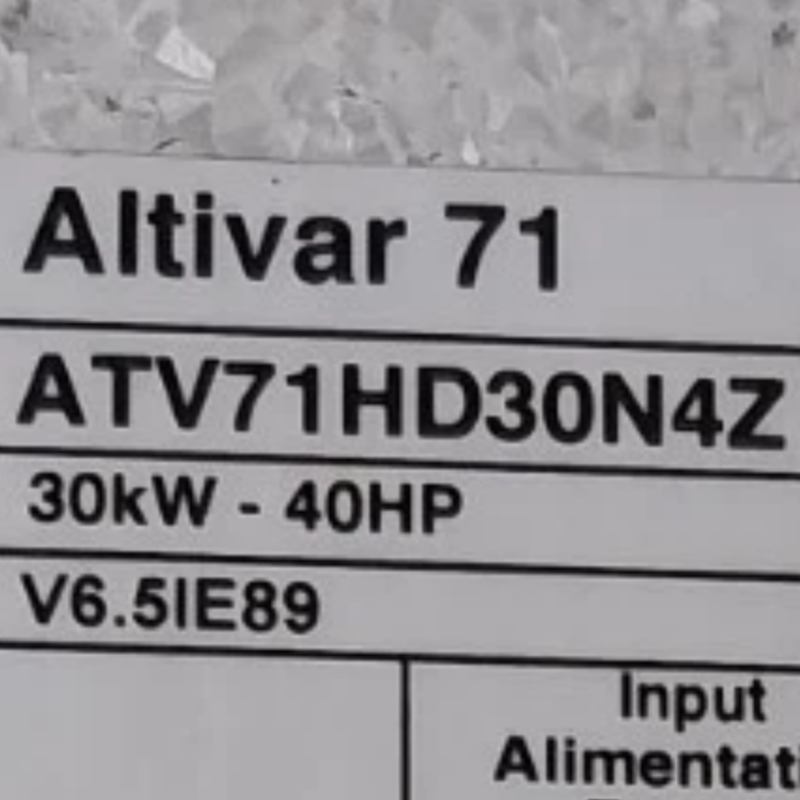 Altivar 71
ATV71HD30N4Z
30kW - 40HP
V6.5IE89
Input
Alimentati